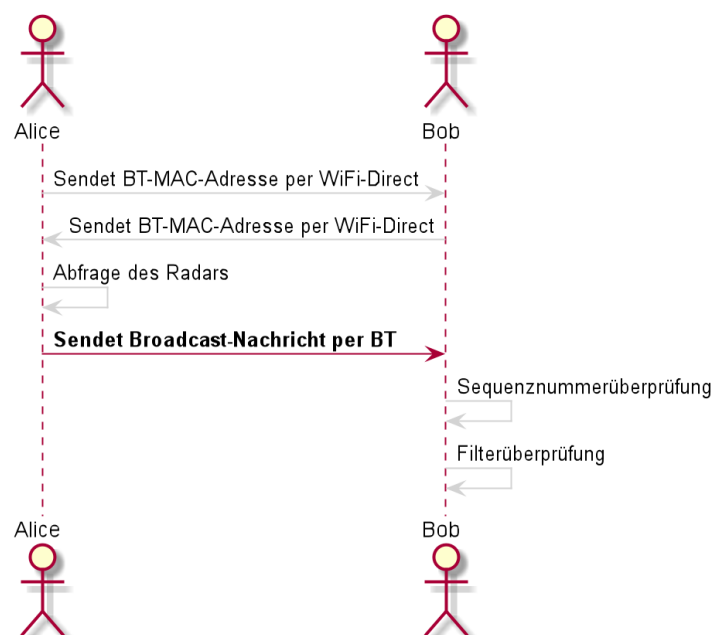 Alice
Bob
Sendet BT-MAC-Adresse per WiFi-Direct
Sendet BT-MAC-Adresse per WiFi-Direct
Abfrage des Radars
Sendet Broadcast-Nachricht per BT
Sequenznummerüberprüfung
Filterüberprüfung
Alice
Bob